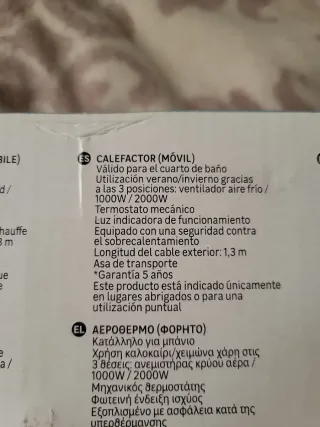 BILE)
d /
hauffe
3 m
que
e
e
a /
ES CALEFACTOR (MÓVIL)
Válido para el cuarto de baño
Utilización verano/invierno gracias
a las 3 posiciones: ventilador aire frío /
1000W / 2000W
Termostato mecánico
Luz indicadora de funcionamiento
Equipado con una seguridad contra
el sobrecalentamiento
Longitud del cable exterior: 1,3 m
Asa de transporte
*Garantía 5 años
Este producto está indicado únicamente
en lugares abrigados o para una
utilización puntual
EL ΑΕΡΟΘΕΡΜΟ (ΦΟΡΗΤΟ)
Κατάλληλο για μπάνιο
Χρήση καλοκαίρι/χειμώνα χάρη στις
3 θέσεις: ανεμιστήρας κρύου αέρα /
1000W / 2000W
Μηχανικός θερμοστάτης
Φωτεινή ένδειξη ισχύος
Εξοπλισμένο με ασφάλεια κατά της
υπερθέρμανσης